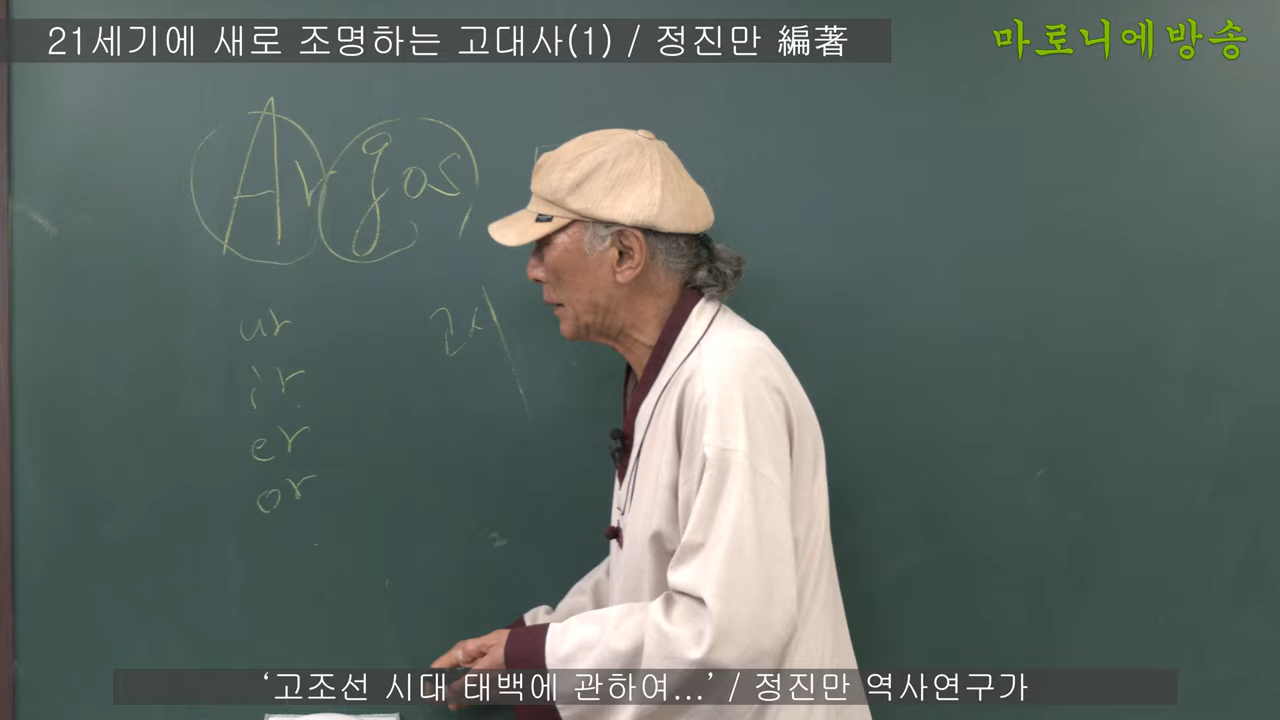 21세기에 새로 조명하는 고대사(1) / 정진만 編著
마로니에방송
Argos,
ur
ir
er
or
‘고조선 시대 태백에 관하여...’ / 정진만 역사연구가